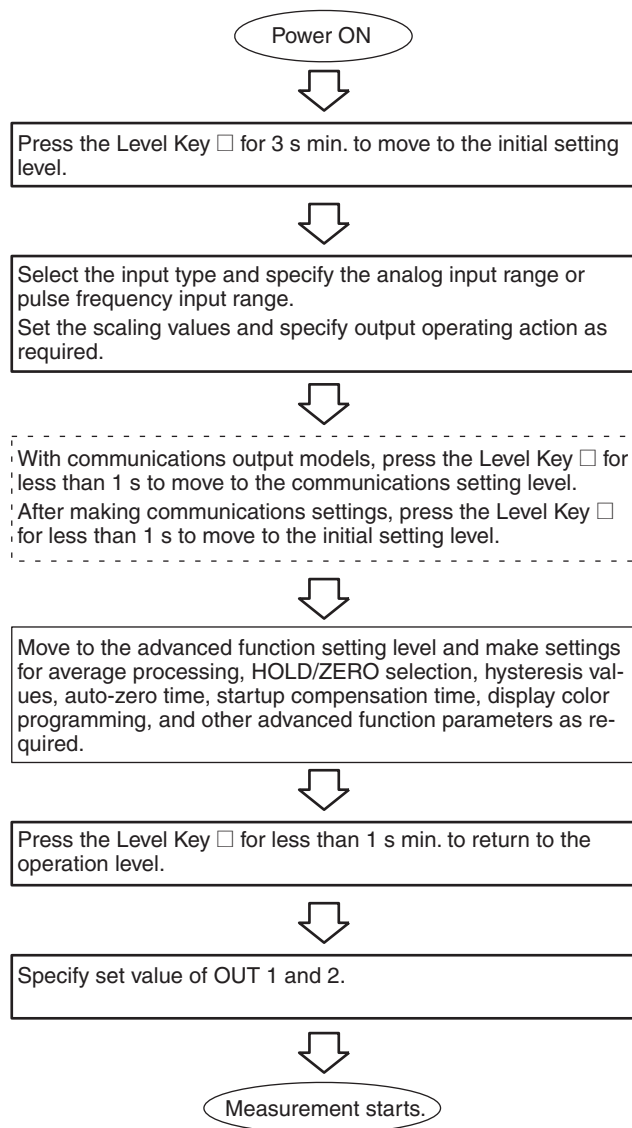 Power ON
Press the Level Key □ for 3 s min. to move to the initial setting
level.
Select the input type and specify the analog input range or
pulse frequency input range.
Set the scaling values and specify output operating action as
required.
With communications output models, press the Level Key □ for
less than 1 s to move to the communications setting level.
After making communications settings, press the Level Key □
for less than 1 s to move to the initial setting level.
Move to the advanced function setting level and make settings
for average processing, HOLD/ZERO selection, hysteresis val-
ues, auto-zero time, startup compensation time, display color
programming, and other advanced function parameters as re-
quired.
Press the Level Key □ for less than 1 s min. to return to the
operation level.
Specify set value of OUT 1 and 2.
Measurement starts.